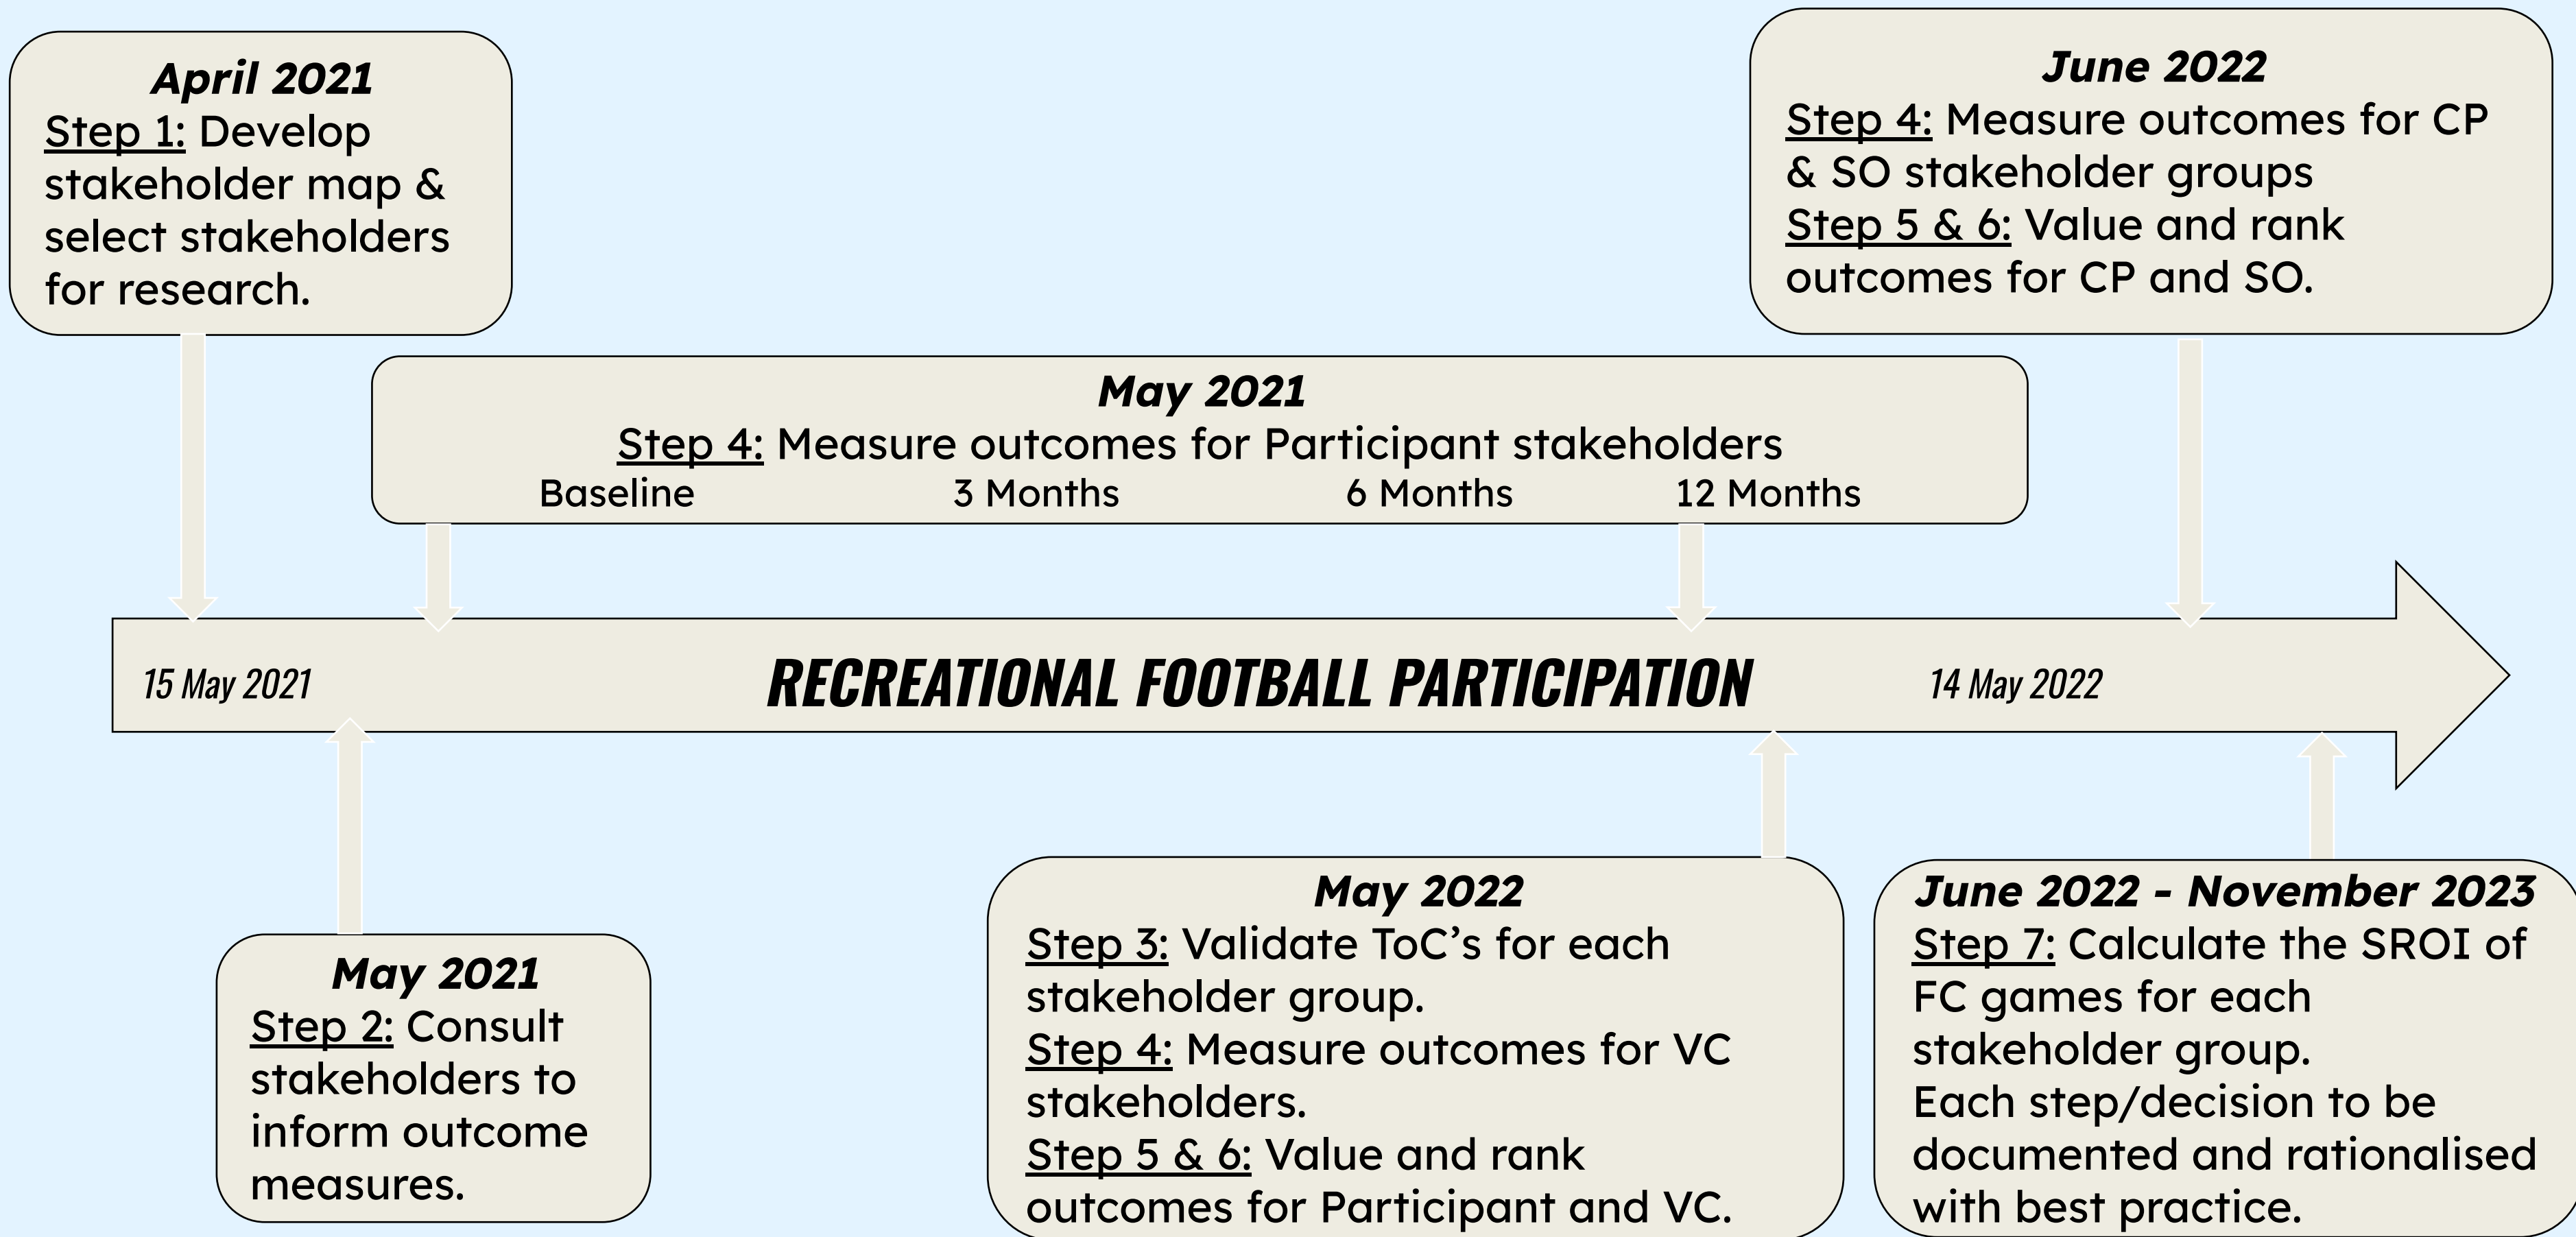 April 2021
Step 1: Develop
stakeholder map &
select stakeholders
for research.
June 2022
Step 4: Measure outcomes for CP
& SO stakeholder groups
Step 5 & 6: Value and rank
outcomes for CP and SO.
May 2021
Step 4: Measure outcomes for Participant stakeholders
Baseline 3 Months 6 Months 12 Months
15 May 2021 RECREATIONAL FOOTBALL PARTICIPATION 14 May 2022
May 2021
Step 2: Consult
stakeholders to
inform outcome
measures.
May 2022
Step 3: Validate ToC’s for each
stakeholder group.
Step 4: Measure outcomes for VC
stakeholders.
Step 5 & 6: Value and rank
outcomes for Participant and VC.
June 2022 - November 2023
Step 7: Calculate the SROI of
FC games for each
stakeholder group.
Each step/decision to be
documented and rationalised
with best practice.